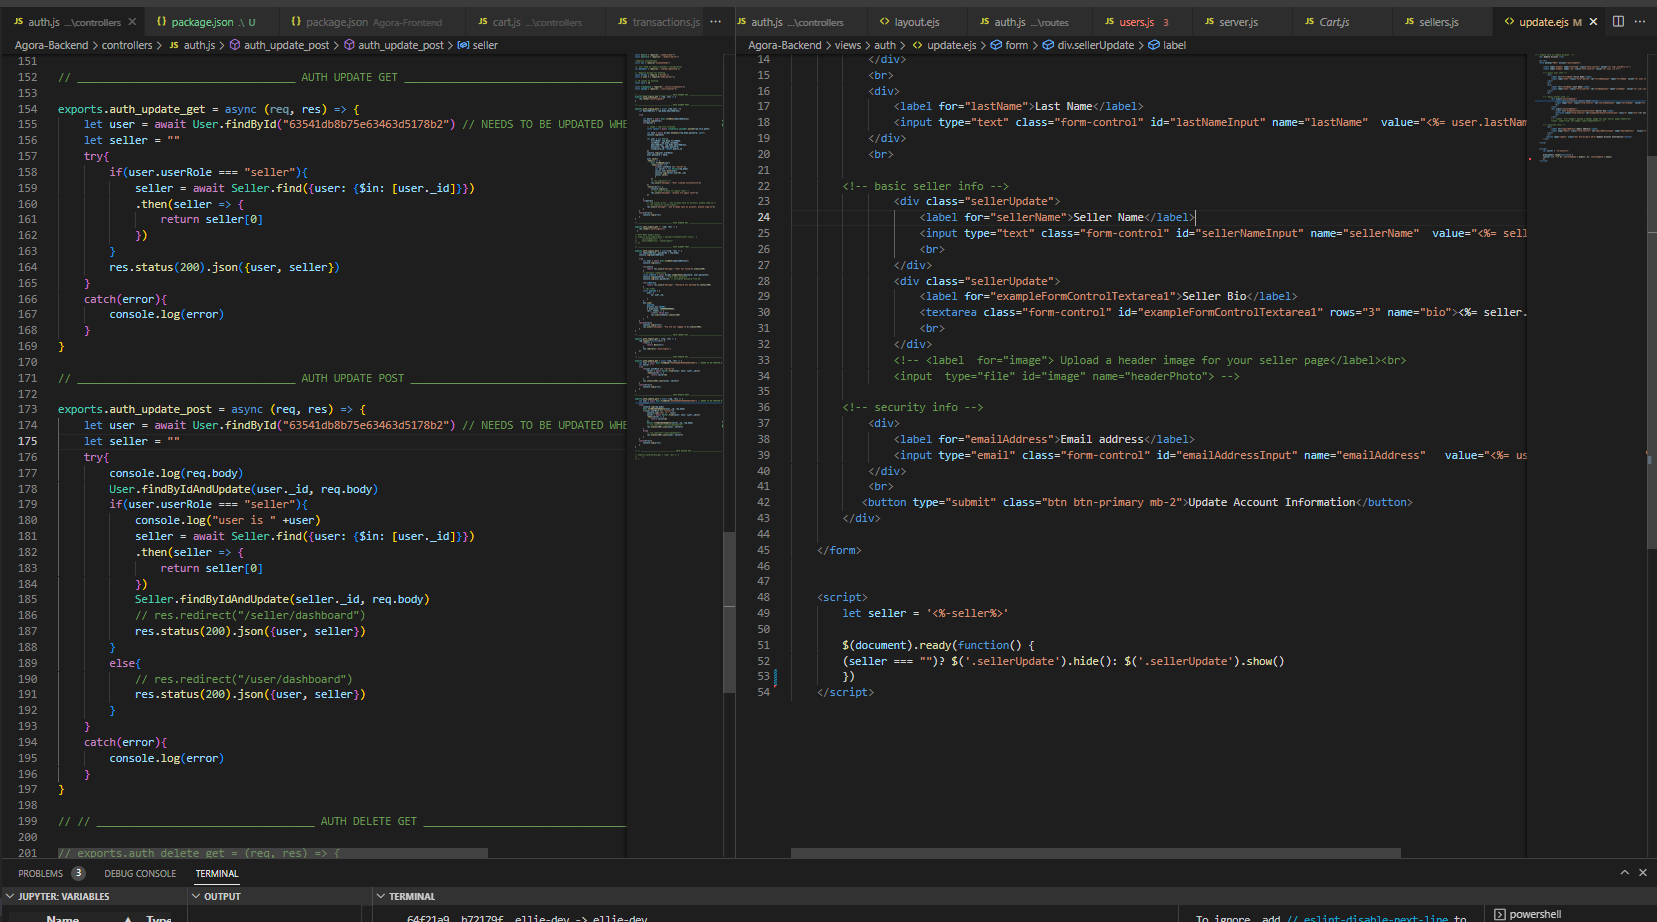 auth.js ...\controllers
package.json .\ U
package.json Agora-Frontend
cart.js ...\controllers
transactions.js
auth.js ...\controllers
layout.ejs
auth.js ...\routes
users.js 3
server.js
Cart.js
sellers.js
update.ejs M
Agora-Backend > controllers > JS auth.js > auth_update_post > auth_update_post > seller
151
152 // __________________________________ AUTH UPDATE GET __________________________________
153
154 exports.auth_update_get = async (req, res) => {
155 let user = await User.findById("63541db8b75e63463d5178b2") // NEEDS TO BE UPDATED WHE
156 let seller = ""
157 try{
158 if(user.userRole === "seller"){
159 seller = await Seller.find({user: {$in: [user._id]}})
160 .then(seller => {
161 return seller[0]
162 })
163 }
164 res.status(200).json({user, seller})
165 }
166 catch(error){
167 console.log(error)
168 }
169 }
170
171 // __________________________________ AUTH UPDATE POST __________________________________
172
173 exports.auth_update_post = async (req, res) => {
174 let user = await User.findById("63541db8b75e63463d5178b2") // NEEDS TO BE UPDATED WHE
175 let seller = ""
176 try{
177 console.log(req.body)
178 User.findByIdAndUpdate(user._id, req.body)
179 if(user.userRole === "seller"){
180 console.log("user is " +user)
181 seller = await Seller.find({user: {$in: [user._id]}})
182 .then(seller => {
183 return seller[0]
184 })
185 Seller.findByIdAndUpdate(seller._id, req.body)
186 // res.redirect("/seller/dashboard")
187 res.status(200).json({user, seller})
188 }
189 else{
190 // res.redirect("/user/dashboard")
191 res.status(200).json({user, seller})
192 }
193 }
194 catch(error){
195 console.log(error)
196 }
197 }
198
199 // // __________________________________ AUTH DELETE GET __________________________________
200
201 // exports.auth_delete_get = (req, res) => {
Agora-Backend > views > auth > update.ejs > form > div.sellerUpdate > label
14 </div>
15 <br>
16 <div>
17 <label for="lastName">Last Name</label>
18 <input type="text" class="form-control" id="lastNameInput" name="lastName" value="<%= user.lastNam
19 </div>
20 <br>
21
22 <!-- basic seller info -->
23 <div class="sellerUpdate">
24 <label for="sellerName">Seller Name</label>
25 <input type="text" class="form-control" id="sellerNameInput" name="sellerName" value="<%= sell
26 <br>
27 </div>
28 <div class="sellerUpdate">
29 <label for="exampleFormControlTextarea1">Seller Bio</label>
30 <textarea class="form-control" id="exampleFormControlTextarea1" rows="3" name="bio"><%= seller.
31 <br>
32 </div>
33 <!-- <label for="image"> Upload a header image for your seller page</label><br>
34 <input type="file" id="image" name="headerPhoto"> -->
35
36 <!-- security info -->
37 <div>
38 <label for="emailAddress">Email address</label>
39 <input type="email" class="form-control" id="emailAddressInput" name="emailAddress" value="<%= us
40 </div>
41 <br>
42 <button type="submit" class="btn btn-primary mb-2">Update Account Information</button>
43 </div>
44
45 </form>
46
47
48 <script>
49 let seller = '<%-seller%>'
50
51 $(document).ready(function() {
52 (seller === "")? $('.sellerUpdate').hide(): $('.sellerUpdate').show()
53 })
54 </script>
PROBLEMS 3 DEBUG CONSOLE TERMINAL
JUPYTER: VARIABLES
OUTPUT
TERMINAL
Name Type
64f21a9..b72179f ellie-dev -> ellie-dev
To ignore, add // eslint-disable-next-line to
powershell